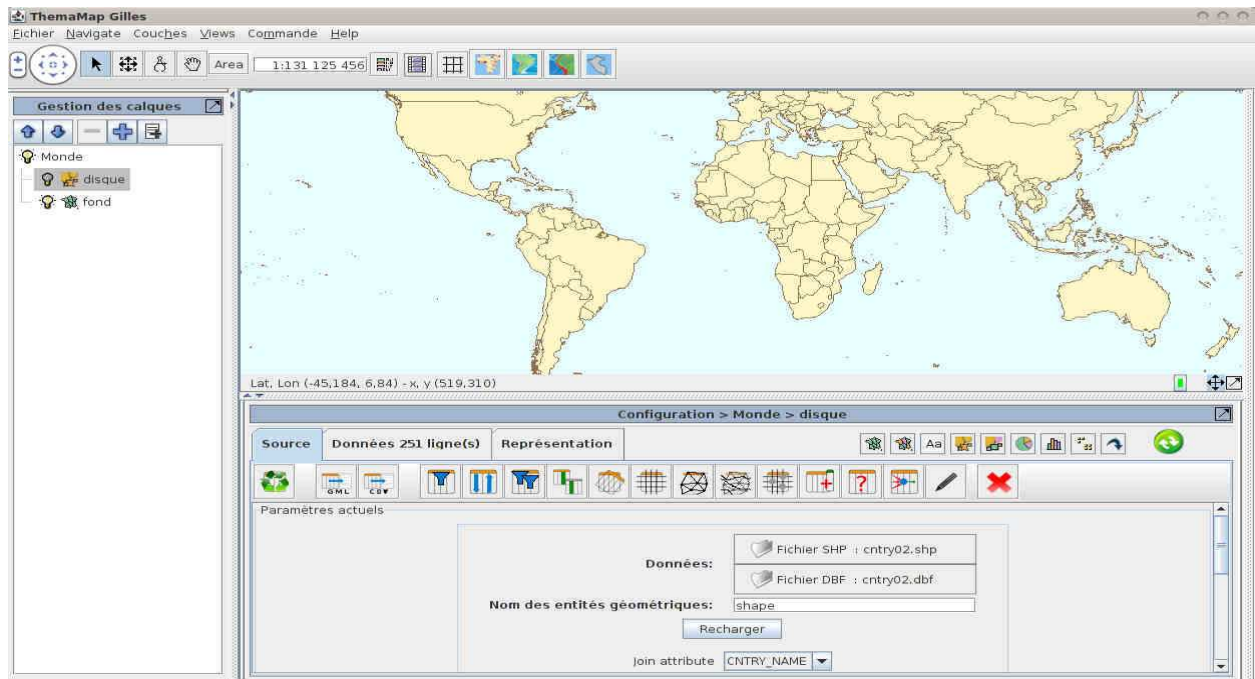 ThemaMap Gilles
Fichier Navigate Couches Views Commande Help
Area 1:131 125 456
Gestion des calques
Monde
disque
fond
Lat, Lon (-45,184, 6,84) - x, y (519,310)
Configuration > Monde > disque
Source Données 251 ligne(s) Représentation Aa
GML
Paramètres actuels
Données:
Fichier SHP : cntry02.shp
Fichier DBF : cntry02.dbf
Nom des entités géométriques: shape
Recharger
Join attribute CNTRY_NAME